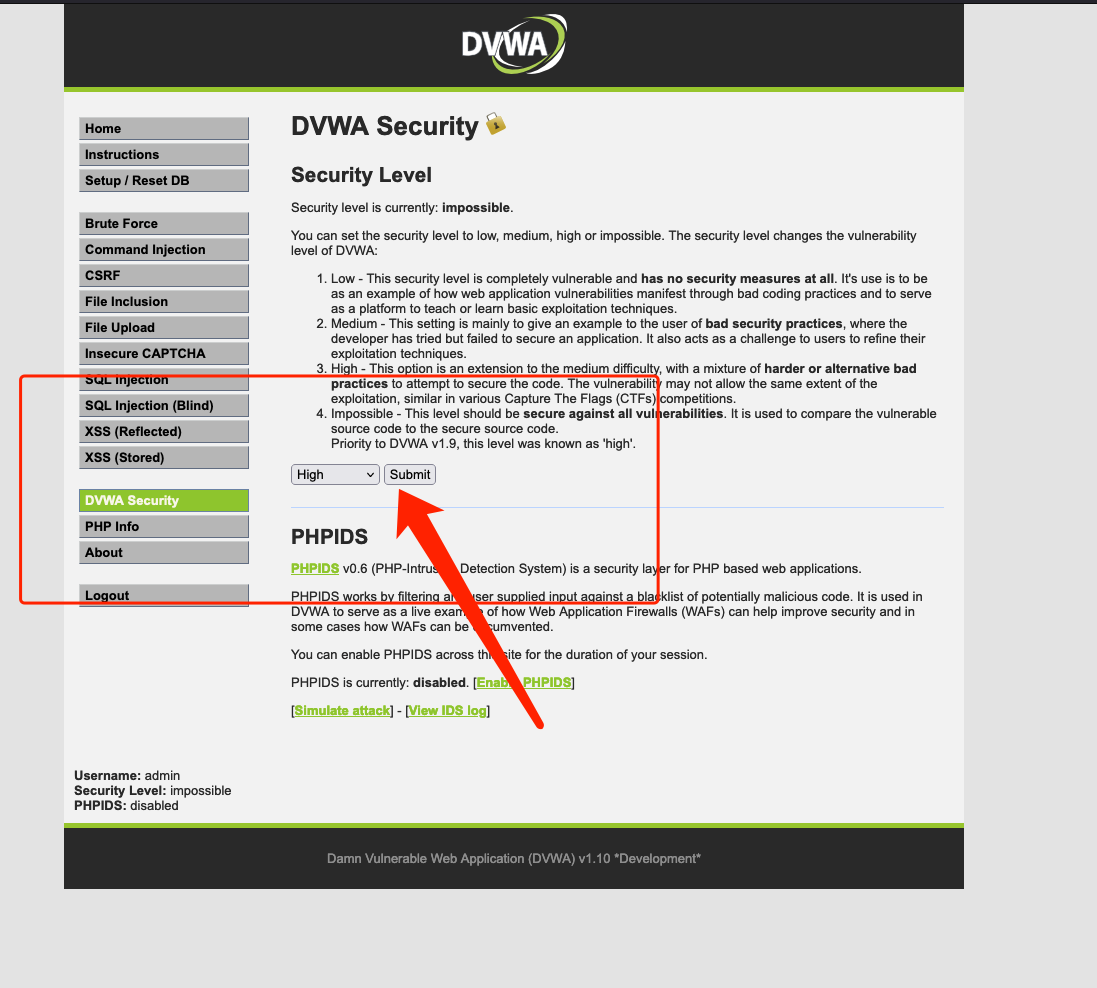 DVWA
Home
Instructions
Setup / Reset DB
Brute Force
Command Injection
CSRF
File Inclusion
File Upload
Insecure CAPTCHA
SQL Injection
SQL Injection (Blind)
XSS (Reflected)
XSS (Stored)
DVWA Security
PHP Info
About
Logout
DVWA Security
Security Level
Security level is currently: impossible.
You can set the security level to low, medium, high or impossible. The security level changes the vulnerability
level of DVWA:
1. Low - This security level is completely vulnerable and has no security measures at all. It's use is to be
as an example of how web application vulnerabilities manifest through bad coding practices and to serve
as a platform to teach or learn basic exploitation techniques.
2. Medium - This setting is mainly to give an example to the user of bad security practices, where the
developer has tried but failed to secure an application. It also acts as a challenge to users to refine their
exploitation techniques.
3. High - This option is an extension to the medium difficulty, with a mixture of harder or alternative bad
practices to attempt to secure the code. The vulnerability may not allow the same extent of the
exploitation, similar in various Capture The Flags (CTFs) competitions.
4. Impossible - This level should be secure against all vulnerabilities. It is used to compare the vulnerable
source code to the secure source code.
Priority to DVWA v1.9, this level was known as 'high'.
High Submit
PHPIDS
PHPIDS v0.6 (PHP-Intrusion Detection System) is a security layer for PHP based web applications.
PHPIDS works by filtering any user supplied input against a blacklist of potentially malicious code. It is used in
DVWA to serve as a live example of how Web Application Firewalls (WAFs) can help improve security and in
some cases how WAFs can be circumvented.
You can enable PHPIDS across this site for the duration of your session.
PHPIDS is currently: disabled. [Enable PHPIDS]
[Simulate attack] - [View IDS log]
Username: admin
Security Level: impossible
PHPIDS: disabled
Damn Vulnerable Web Application (DVWA) v1.10 *Development*